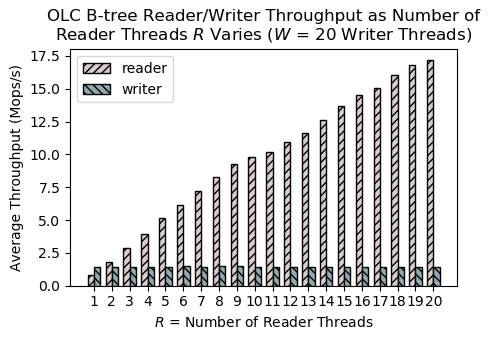 OLC B-tree Reader/Writer Throughput as Number of
Reader Threads R Varies (W = 20 Writer Threads)
Average Throughput (Mops/s)
17.5
15.0
12.5
10.0
7.5
5.0
2.5
0.0
reader
writer
1 2 3 4 5 6 7 8 9 10 11 12 13 14 15 16 17 18 19 20
R = Number of Reader Threads